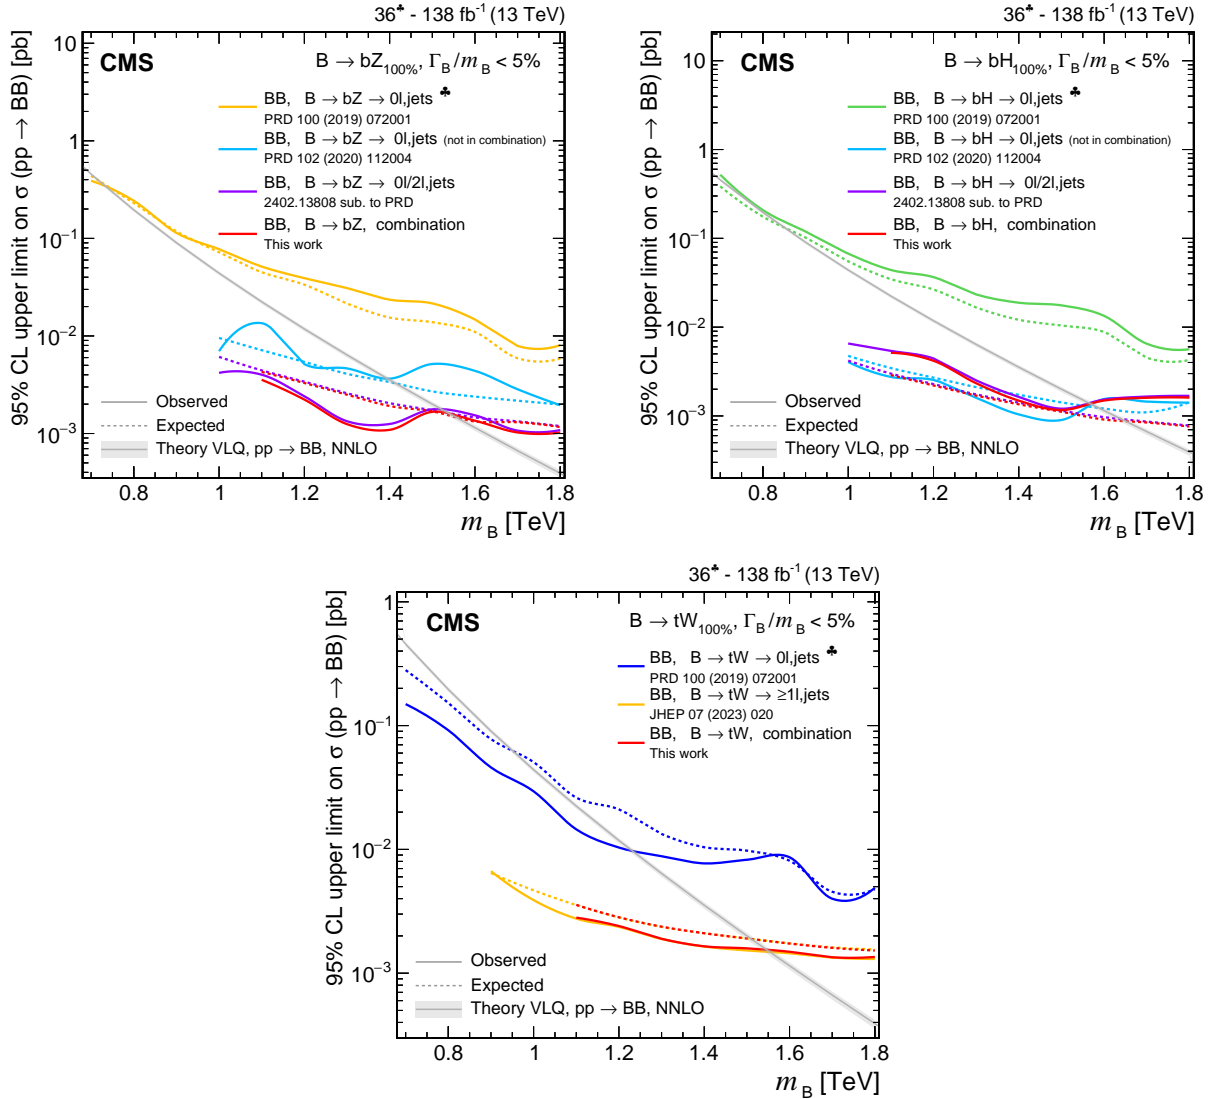 36♣ - 138 fb⁻¹ (13 TeV)
CMS
B → bZ₁₀₀%, Γ_B/m_B < 5%
BB, B → bZ → 0l,jets ♣
PRD 100 (2019) 072001
BB, B → bZ → 0l,jets (not in combination)
PRD 102 (2020) 112004
BB, B → bZ → 0l/2l,jets
2402.13808 sub. to PRD
BB, B → bZ, combination
This work
Observed
Expected
Theory VLQ, pp → BB, NNLO
95% CL upper limit on σ (pp → BB) [pb]
10
1
10⁻¹
10⁻²
10⁻³
0.8 1 1.2 1.4 1.6 1.8
m_B [TeV]
36♣ - 138 fb⁻¹ (13 TeV)
CMS
B → bH₁₀₀%, Γ_B/m_B < 5%
BB, B → bH → 0l,jets ♣
PRD 100 (2019) 072001
BB, B → bH → 0l,jets (not in combination)
PRD 102 (2020) 112004
BB, B → bH → 0l/2l,jets
2402.13808 sub. to PRD
BB, B → bH, combination
This work
Observed
Expected
Theory VLQ, pp → BB, NNLO
95% CL upper limit on σ (pp → BB) [pb]
10
1
10⁻¹
10⁻²
10⁻³
0.8 1 1.2 1.4 1.6 1.8
m_B [TeV]
36♣ - 138 fb⁻¹ (13 TeV)
CMS
B → tW₁₀₀%, Γ_B/m_B < 5%
BB, B → tW → 0l,jets ♣
PRD 100 (2019) 072001
BB, B → tW → ≥1l,jets
JHEP 07 (2023) 020
BB, B → tW, combination
This work
Observed
Expected
Theory VLQ, pp → BB, NNLO
95% CL upper limit on σ (pp → BB) [pb]
1
10⁻¹
10⁻²
10⁻³
0.8 1 1.2 1.4 1.6 1.8
m_B [TeV]